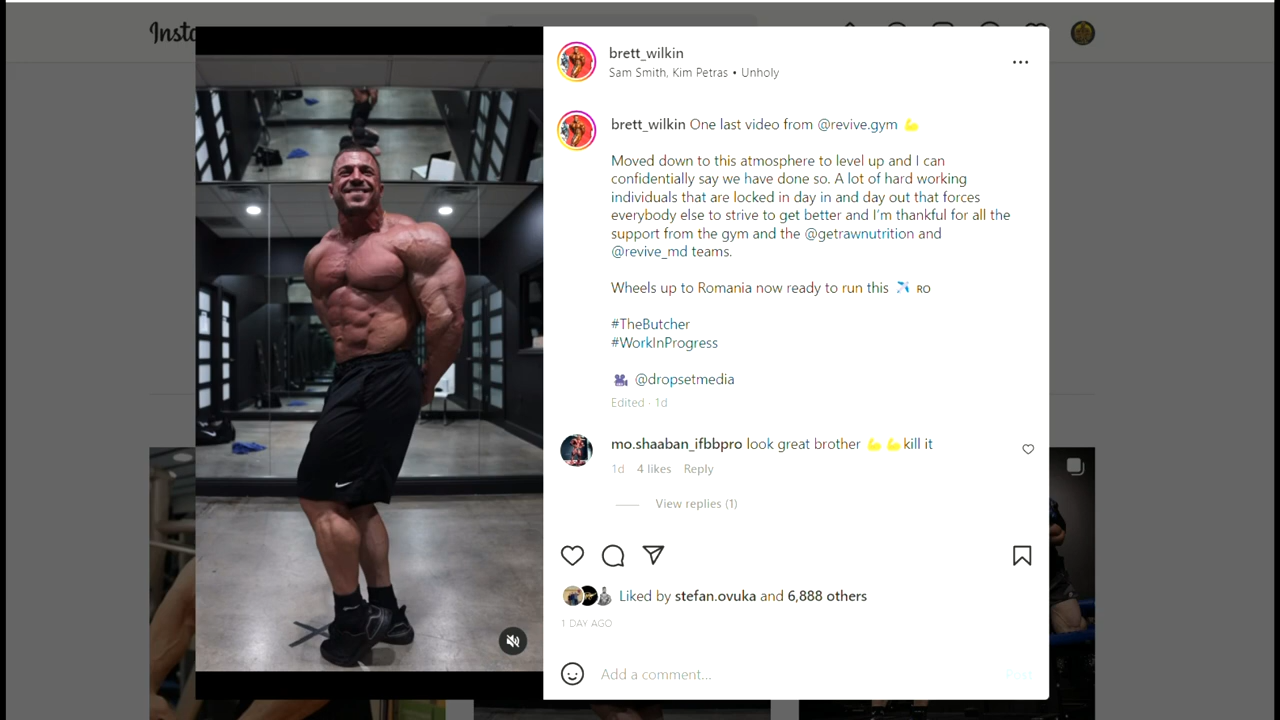 Insta
brett_wilkin
Sam Smith, Kim Petras • Unholy
brett_wilkin One last video from @revive.gym 💪
Moved down to this atmosphere to level up and I can
confidentially say we have done so. A lot of hard working
individuals that are locked in day in and day out that forces
everybody else to strive to get better and I'm thankful for all the
support from the gym and the @getrawnutrition and
@revive_md teams.
Wheels up to Romania now ready to run this ✈️ RO
#TheButcher
#WorkInProgress
🎥 @dropsetmedia
Edited · 1d
mo.shaaban_ifbbpro look great brother 💪💪kill it
1d 4 likes Reply
View replies (1)
Liked by stefan.ovuka and 6,888 others
1 DAY AGO
Add a comment...
Post